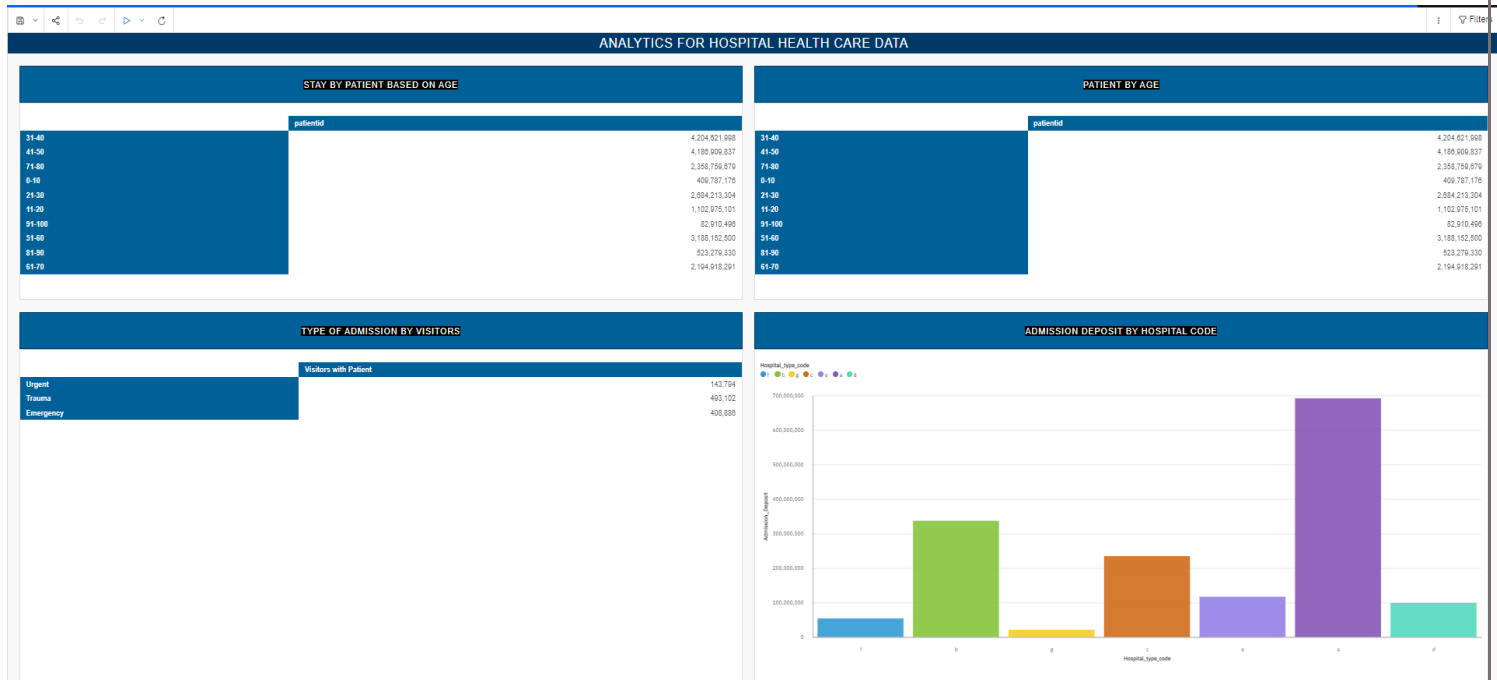 Filters
ANALYTICS FOR HOSPITAL HEALTH CARE DATA
STAY BY PATIENT BASED ON AGE
patientid
31-40 4,204,621,998
41-50 4,186,909,837
71-80 2,358,759,679
0-10 409,787,176
21-30 2,684,213,304
11-20 1,102,975,101
91-100 82,910,496
51-60 3,188,152,500
81-90 523,279,330
61-70 2,194,918,291
PATIENT BY AGE
patientid
31-40 4,204,621,998
41-50 4,186,909,837
71-80 2,358,759,679
0-10 409,787,176
21-30 2,684,213,304
11-20 1,102,975,101
91-100 82,910,496
51-60 3,188,152,500
81-90 523,279,330
61-70 2,194,918,291
TYPE OF ADMISSION BY VISITORS
Visitors with Patient
Urgent 143,794
Trauma 493,102
Emergency 408,886
ADMISSION DEPOSIT BY HOSPITAL CODE
Hospital_type_code
f b g c e a d
700,000,000
600,000,000
500,000,000
400,000,000
300,000,000
200,000,000
100,000,000
0
Admission_Deposit
f b g c e a d
Hospital_type_code